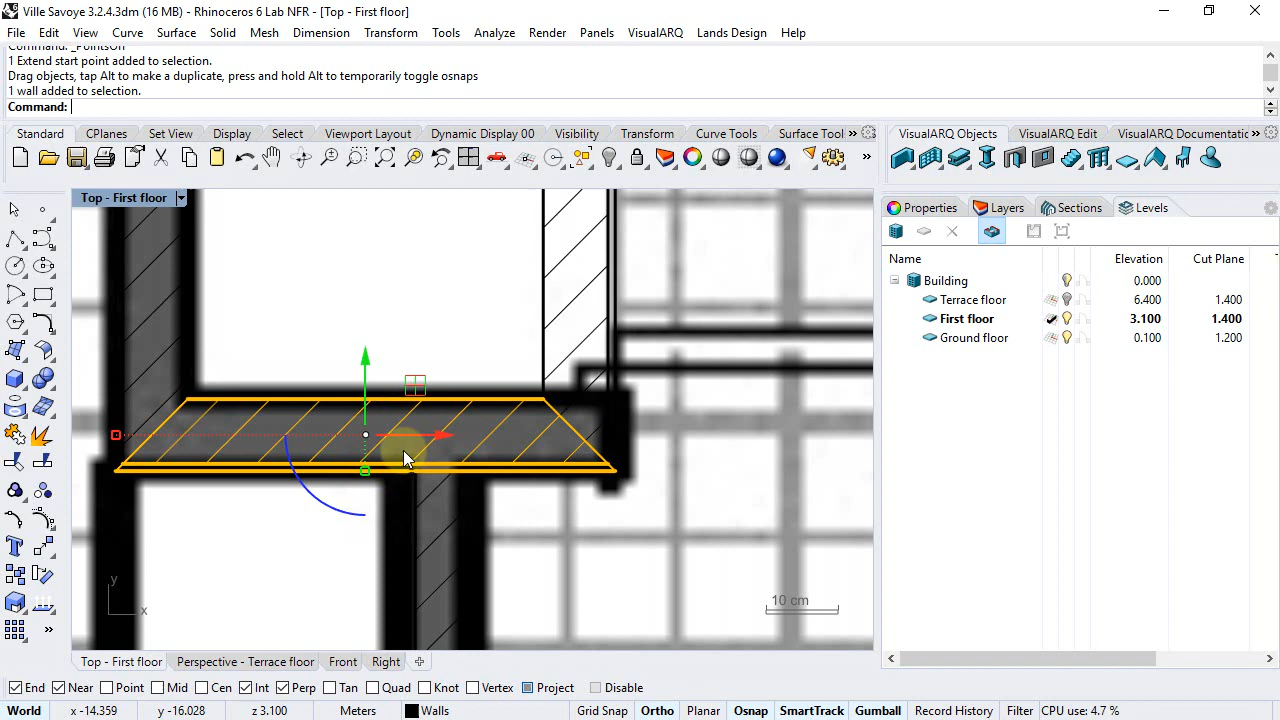 Ville Savoye 3.2.4.3dm (16 MB) - Rhinoceros 6 Lab NFR - [Top - First floor]
File Edit View Curve Surface Solid Mesh Dimension Transform Tools Analyze Render Panels VisualARQ Lands Design Help
Command: _PointsOn
1 Extend start point added to selection.
Drag objects, tap Alt to make a duplicate, press and hold Alt to temporarily toggle osnaps
1 wall added to selection.
Command:
Standard CPlanes Set View Display Select Viewport Layout Dynamic Display 00 Visibility Transform Curve Tools Surface Tool »
VisualARQ Objects VisualARQ Edit VisualARQ Documentatic »
Top - First floor
Properties Layers Sections Levels
Name Elevation Cut Plane
Building 0.000
Terrace floor 6.400 1.400
First floor 3.100 1.400
Ground floor 0.100 1.200
y
x
10 cm
Top - First floor Perspective - Terrace floor Front Right
End Near Point Mid Cen Int Perp Tan Quad Knot Vertex Project Disable
World x -14.359 y -16.028 z 3.100 Meters Walls Grid Snap Ortho Planar Osnap SmartTrack Gumball Record History Filter CPU use: 4.7 %